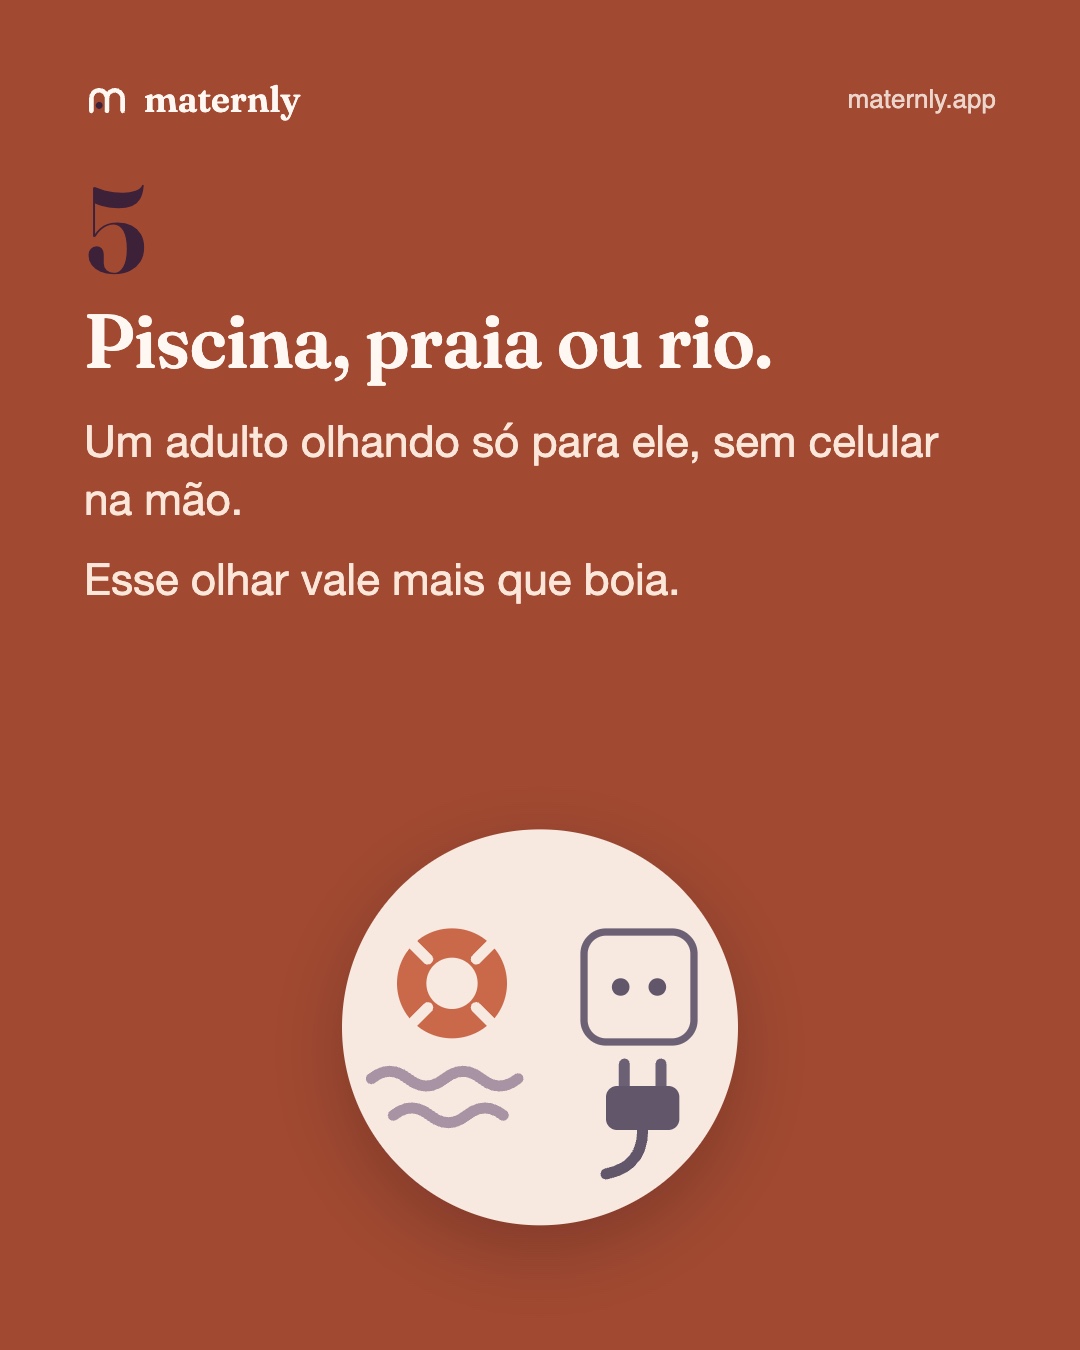 maternly
maternly.app
5
Piscina, praia ou rio.
Um adulto olhando só para ele, sem celular
na mão.
Esse olhar vale mais que boia.